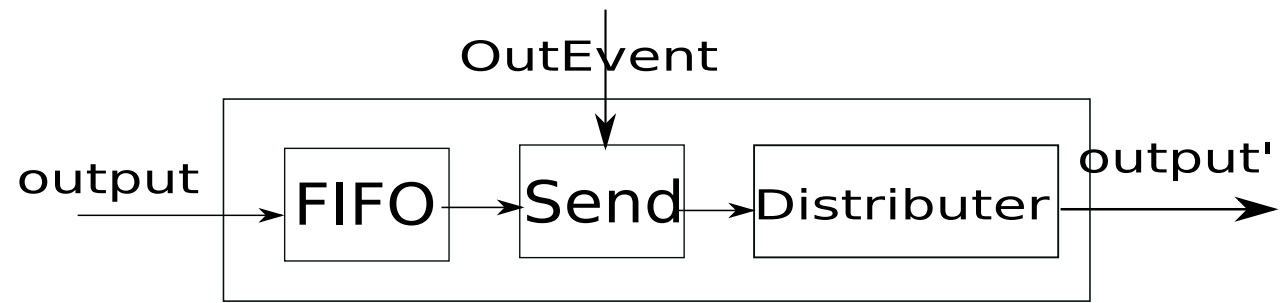 OutEvent
output
FIFO
Send
Distributer
output'